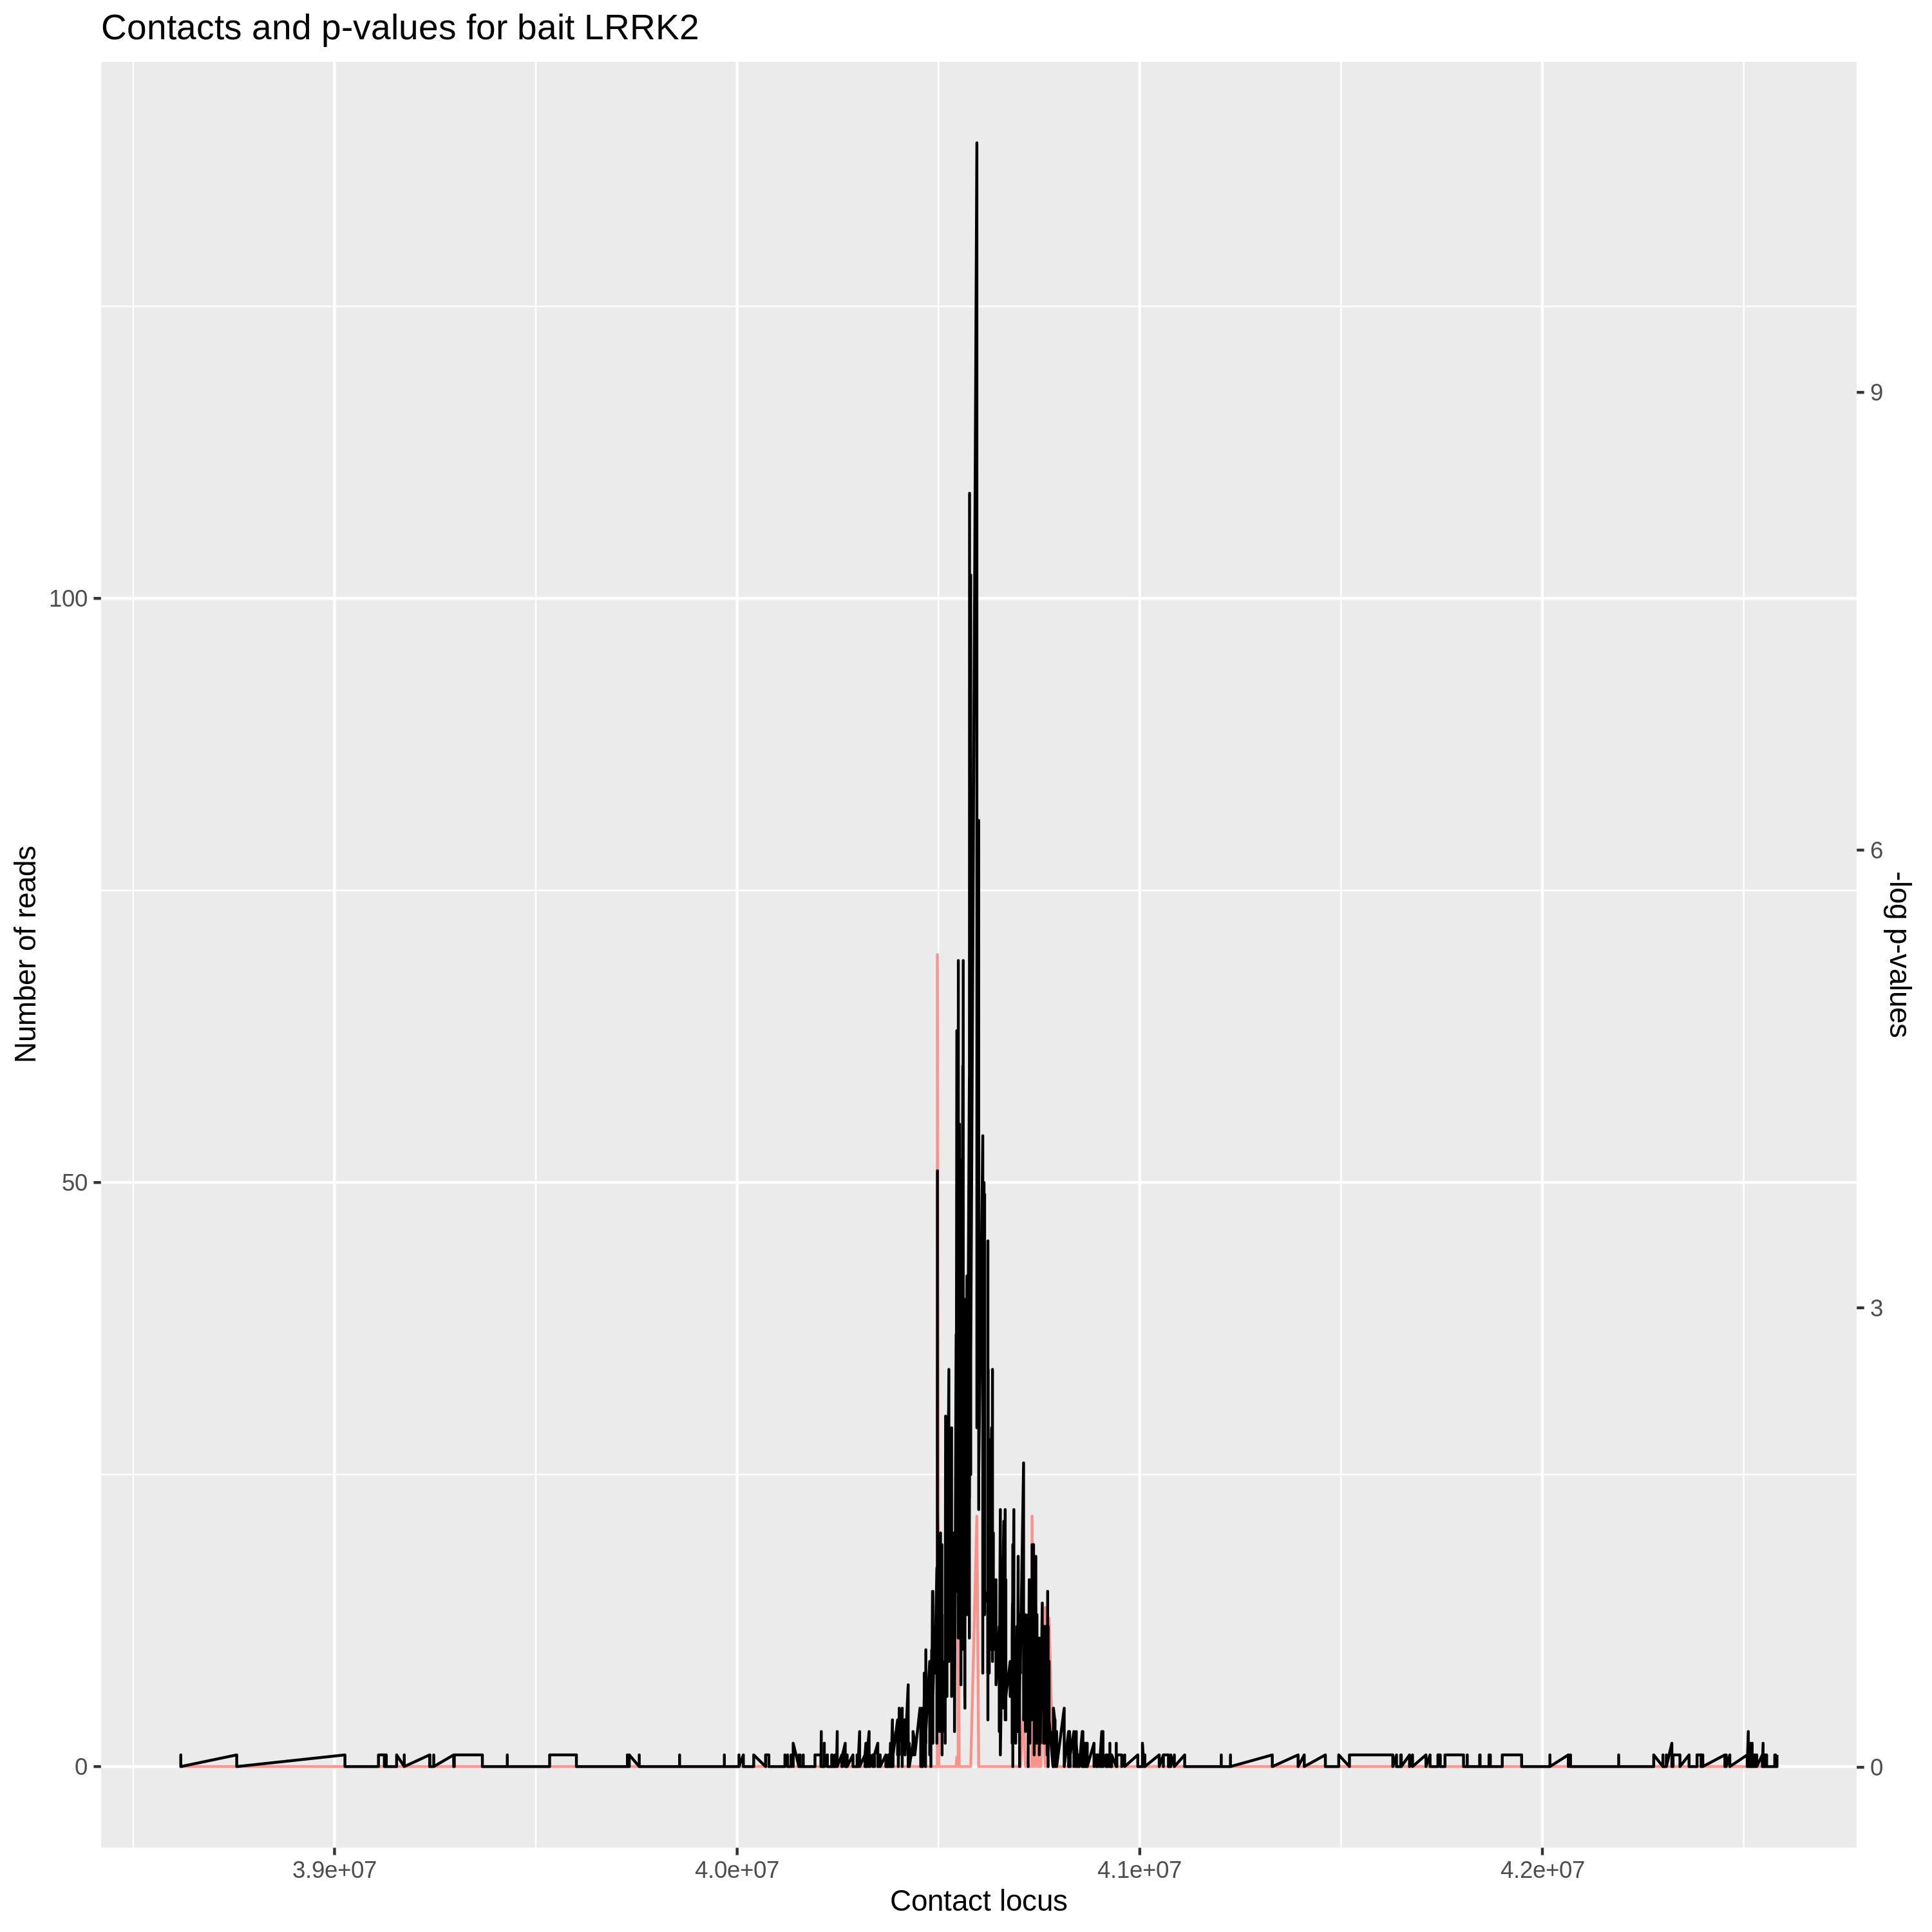 Contacts and p-values for bait LRRK2
Number of reads
100
50
0
9
6
3
0
-log p-values
3.9e+07 4.0e+07 4.1e+07 4.2e+07
Contact locus